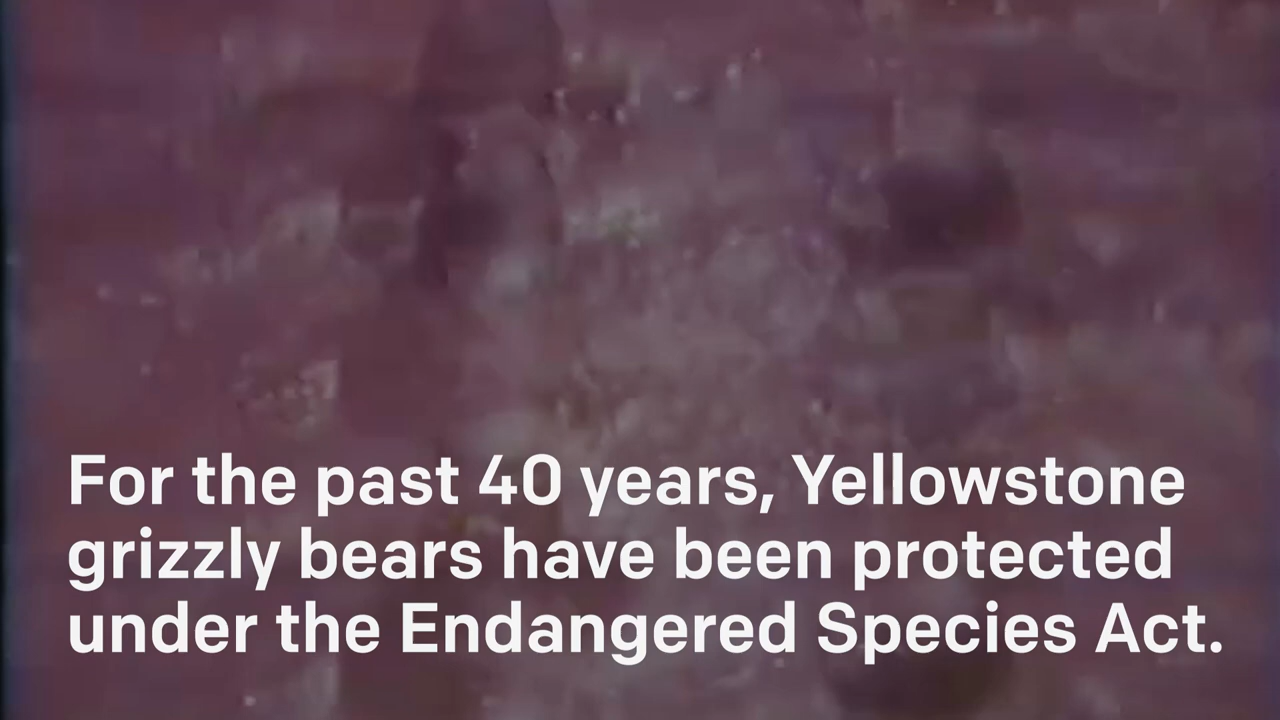 For the past 40 years, Yellowstone
grizzly bears have been protected
under the Endangered Species Act.